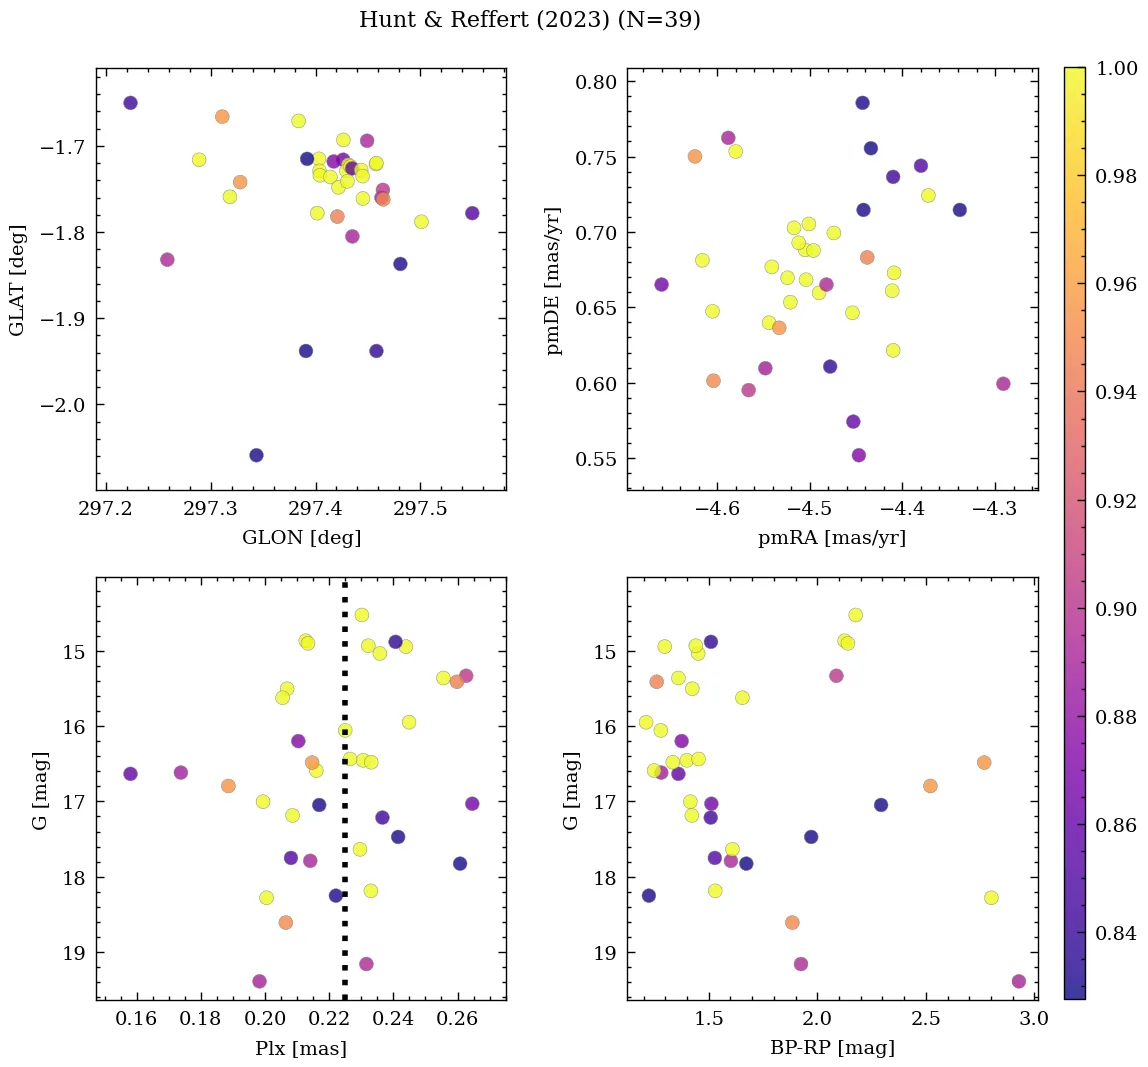 Hunt & Reffert (2023) (N=39)
−1.7
−1.8
−1.9
−2.0
GLAT [deg]
297.2 297.3 297.4 297.5
GLON [deg]
0.80
0.75
0.70
0.65
0.60
0.55
pmDE [mas/yr]
−4.6 −4.5 −4.4 −4.3
pmRA [mas/yr]
15
16
17
18
19
G [mag]
0.16 0.18 0.20 0.22 0.24 0.26
Plx [mas]
15
16
17
18
19
G [mag]
1.5 2.0 2.5 3.0
BP-RP [mag]
1.00
0.98
0.96
0.94
0.92
0.90
0.88
0.86
0.84